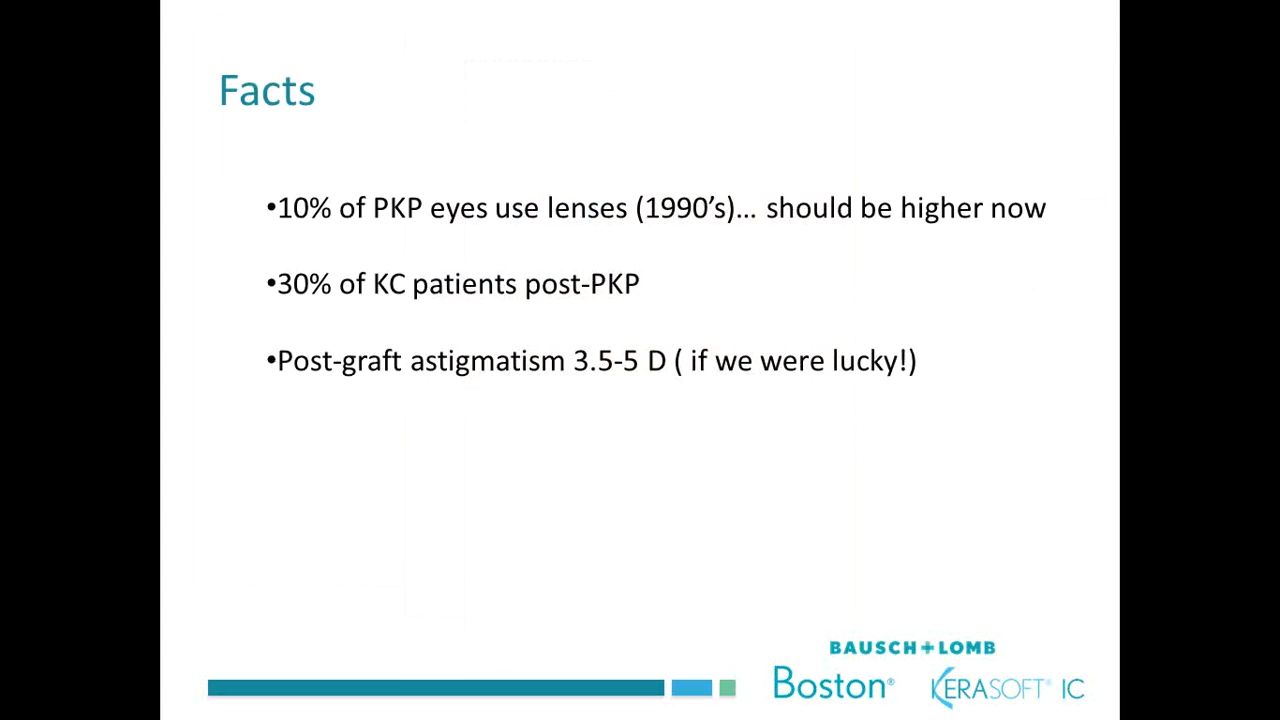 Facts
•10% of PKP eyes use lenses (1990’s)… should be higher now
•30% of KC patients post-PKP
•Post-graft astigmatism 3.5-5 D ( if we were lucky!)
BAUSCH+LOMB
Boston® KERASOFT® IC